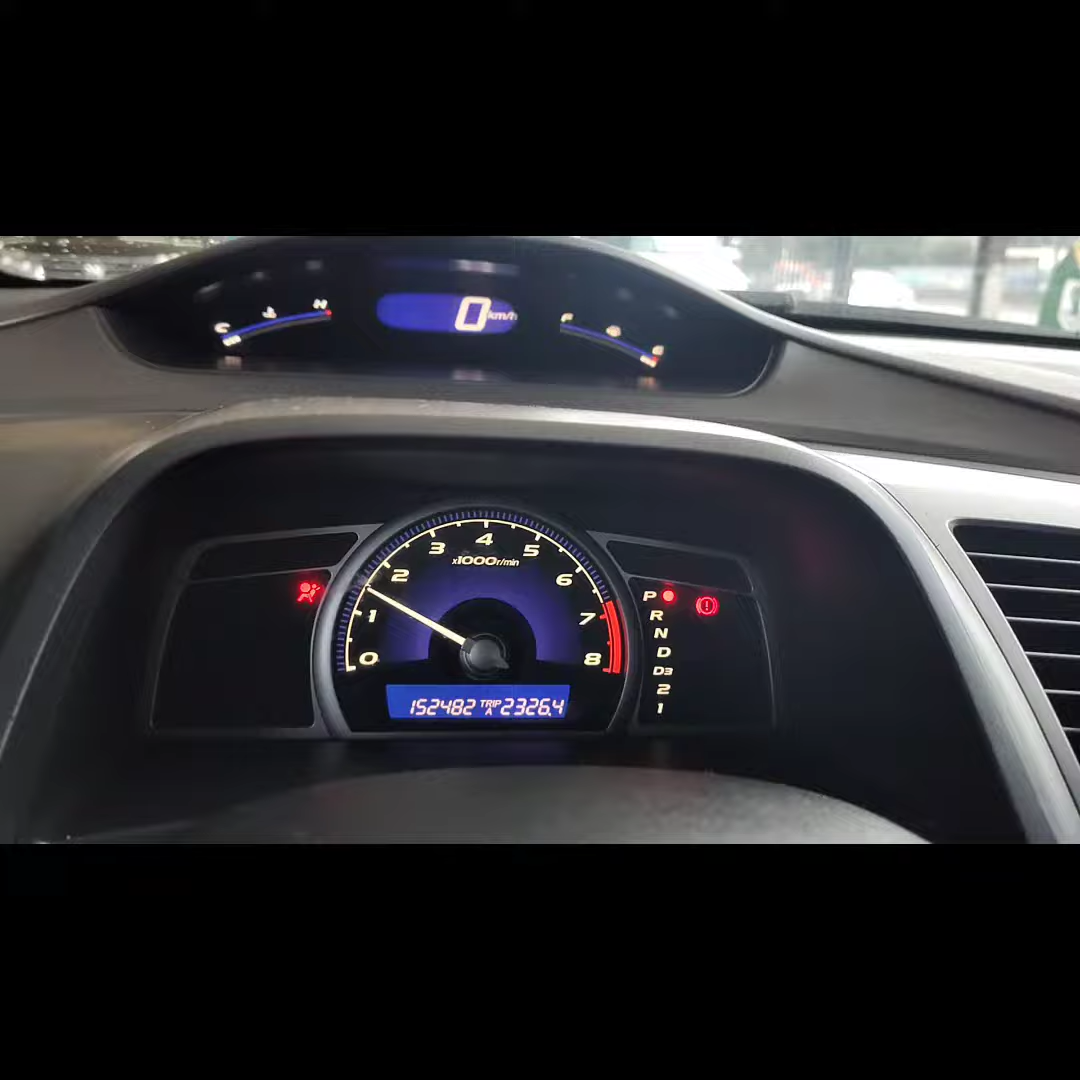 C H
0 km/h
F
E
4
3 5
x1000r/min
2 6
1 7
0 8
152482 TRIP A 2326.4
P
R
N
D
D3
2
1